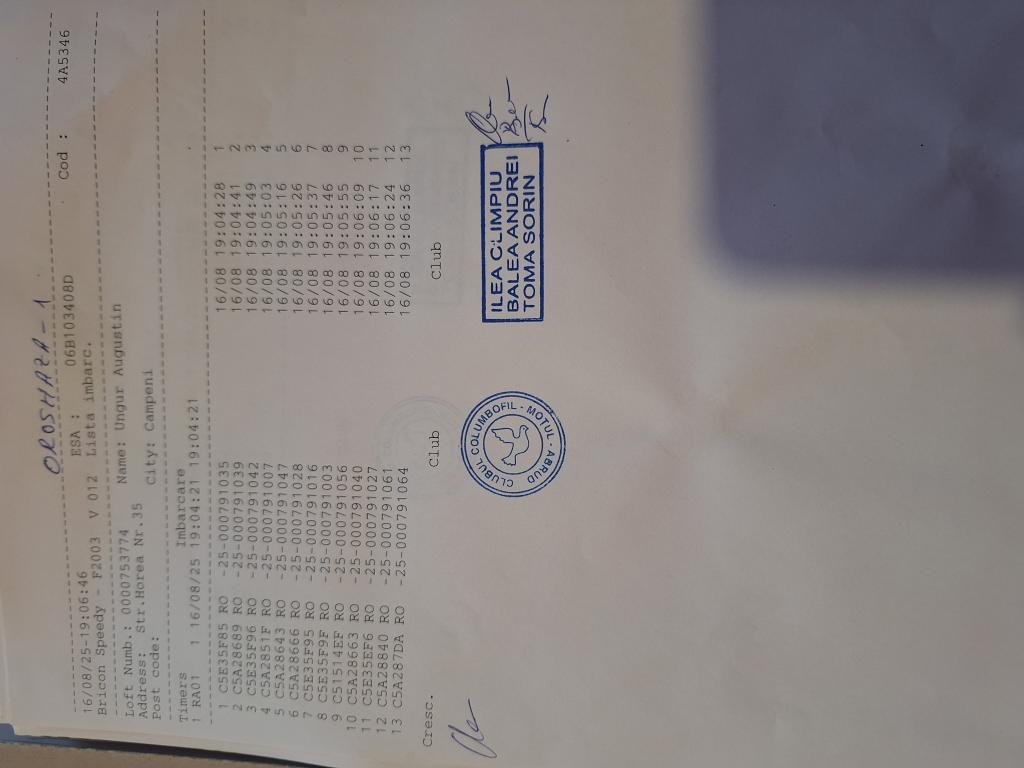 OROSHAZA - 1
16/08/25-19:06:46 ESA : 06B103408D Cod : 4A5346
Bricon Speedy - F2003 V 012 Lista imbarc.
Loft Numb.: 0000753774 Name: Ungur Augustin
Address: Str.Horea Nr.35
Post code: City: Campeni
Timers Imbarcare
1 RA01 1 16/08/25 19:04:21 19:04:21
1 C5E35F85 RO -25-000791035 16/08 19:04:28 1
2 C5A28689 RO -25-000791039 16/08 19:04:41 2
3 C5E35F96 RO -25-000791042 16/08 19:04:49 3
4 C5A2851F RO -25-000791007 16/08 19:05:03 4
5 C5A28643 RO -25-000791047 16/08 19:05:16 5
6 C5A28666 RO -25-000791028 16/08 19:05:26 6
7 C5E35F95 RO -25-000791016 16/08 19:05:37 7
8 C5E35F9F RO -25-000791003 16/08 19:05:46 8
9 C51514EF RO -25-000791056 16/08 19:05:55 9
10 C5A28663 RO -25-000791040 16/08 19:06:09 10
11 C5E35EF6 RO -25-000791027 16/08 19:06:17 11
12 C5A28840 RO -25-000791061 16/08 19:06:24 12
13 C5A287DA RO -25-000791064 16/08 19:06:36 13
Cresc. Club Club
CLUBUL COLUMBOFIL - MOTUL - ABRUD
ILEA OLIMPIU
BALEA ANDREI
TOMA SORIN